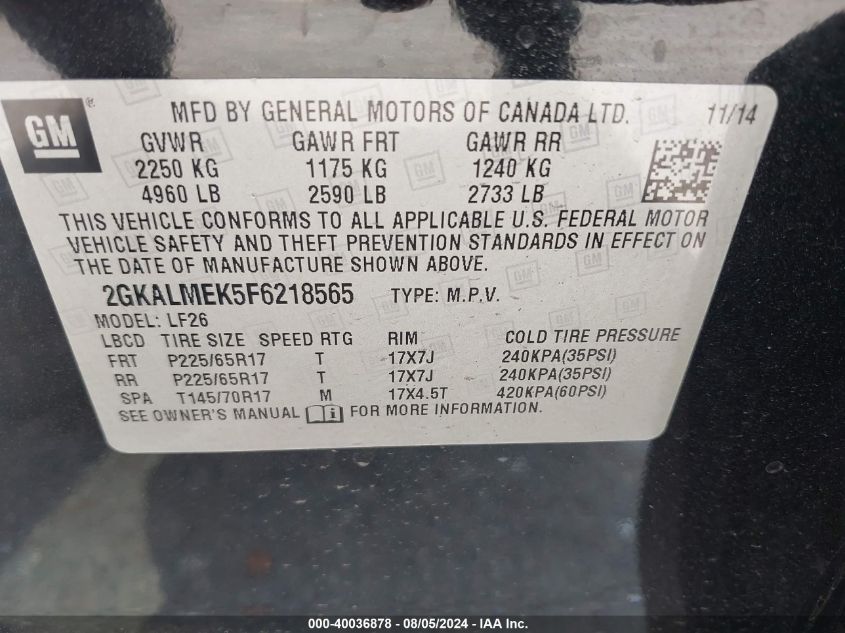 GM ® MFD BY GENERAL MOTORS OF CANADA LTD. 11/14
GVWR GAWR FRT GAWR RR
2250 KG 1175 KG 1240 KG
4960 LB 2590 LB 2733 LB
THIS VEHICLE CONFORMS TO ALL APPLICABLE U.S. FEDERAL MOTOR
VEHICLE SAFETY AND THEFT PREVENTION STANDARDS IN EFFECT ON
THE DATE OF MANUFACTURE SHOWN ABOVE.
2GKALMEK5F6218565 TYPE: M.P.V.
MODEL: LF26
LBCD TIRE SIZE SPEED RTG RIM COLD TIRE PRESSURE
FRT P225/65R17 T 17X7J 240KPA(35PSI)
RR P225/65R17 T 17X7J 240KPA(35PSI)
SPA T145/70R17 M 17X4.5T 420KPA(60PSI)
SEE OWNER'S MANUAL FOR MORE INFORMATION.
000-40036878 - 08/05/2024 - IAA Inc.